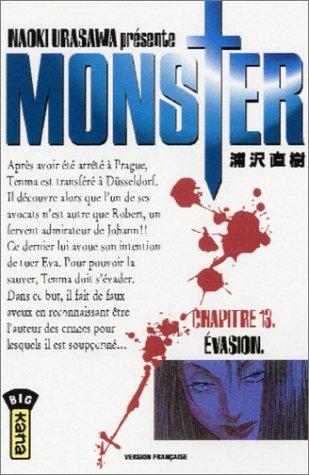 NAOKI URASAWA présente
MONSTER
浦沢直樹
Après avoir été arrêté à Prague,
Tenma est transféré à Düsseldorf.
Il découvre alors que l'un de ses
avocats n'est autre que Robert, un
fervent admirateur de Johann!!
Ce dernier lui avoue son intention
de tuer Eva. Pour pouvoir la
sauver, Tenma doit s'évader.
Dans ce but, il fait de faux
aveux en reconnaissant être
l'auteur des crimes pour
lesquels il est soupçonné...
CHAPITRE 13.
ÉVASION.
BIG
kana
VERSION FRANÇAISE